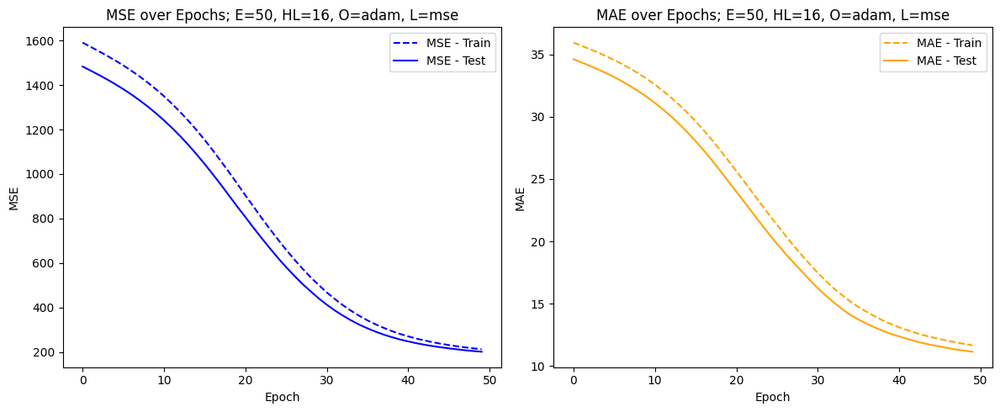 MSE over Epochs; E=50, HL=16, O=adam, L=mse
MSE - Train
MSE - Test
1600
1400
1200
1000
800
600
400
200
MSE
0
10
20
30
40
50
Epoch
MAE over Epochs; E=50, HL=16, O=adam, L=mse
MAE - Train
MAE - Test
35
30
25
20
15
10
MAE
0
10
20
30
40
50
Epoch